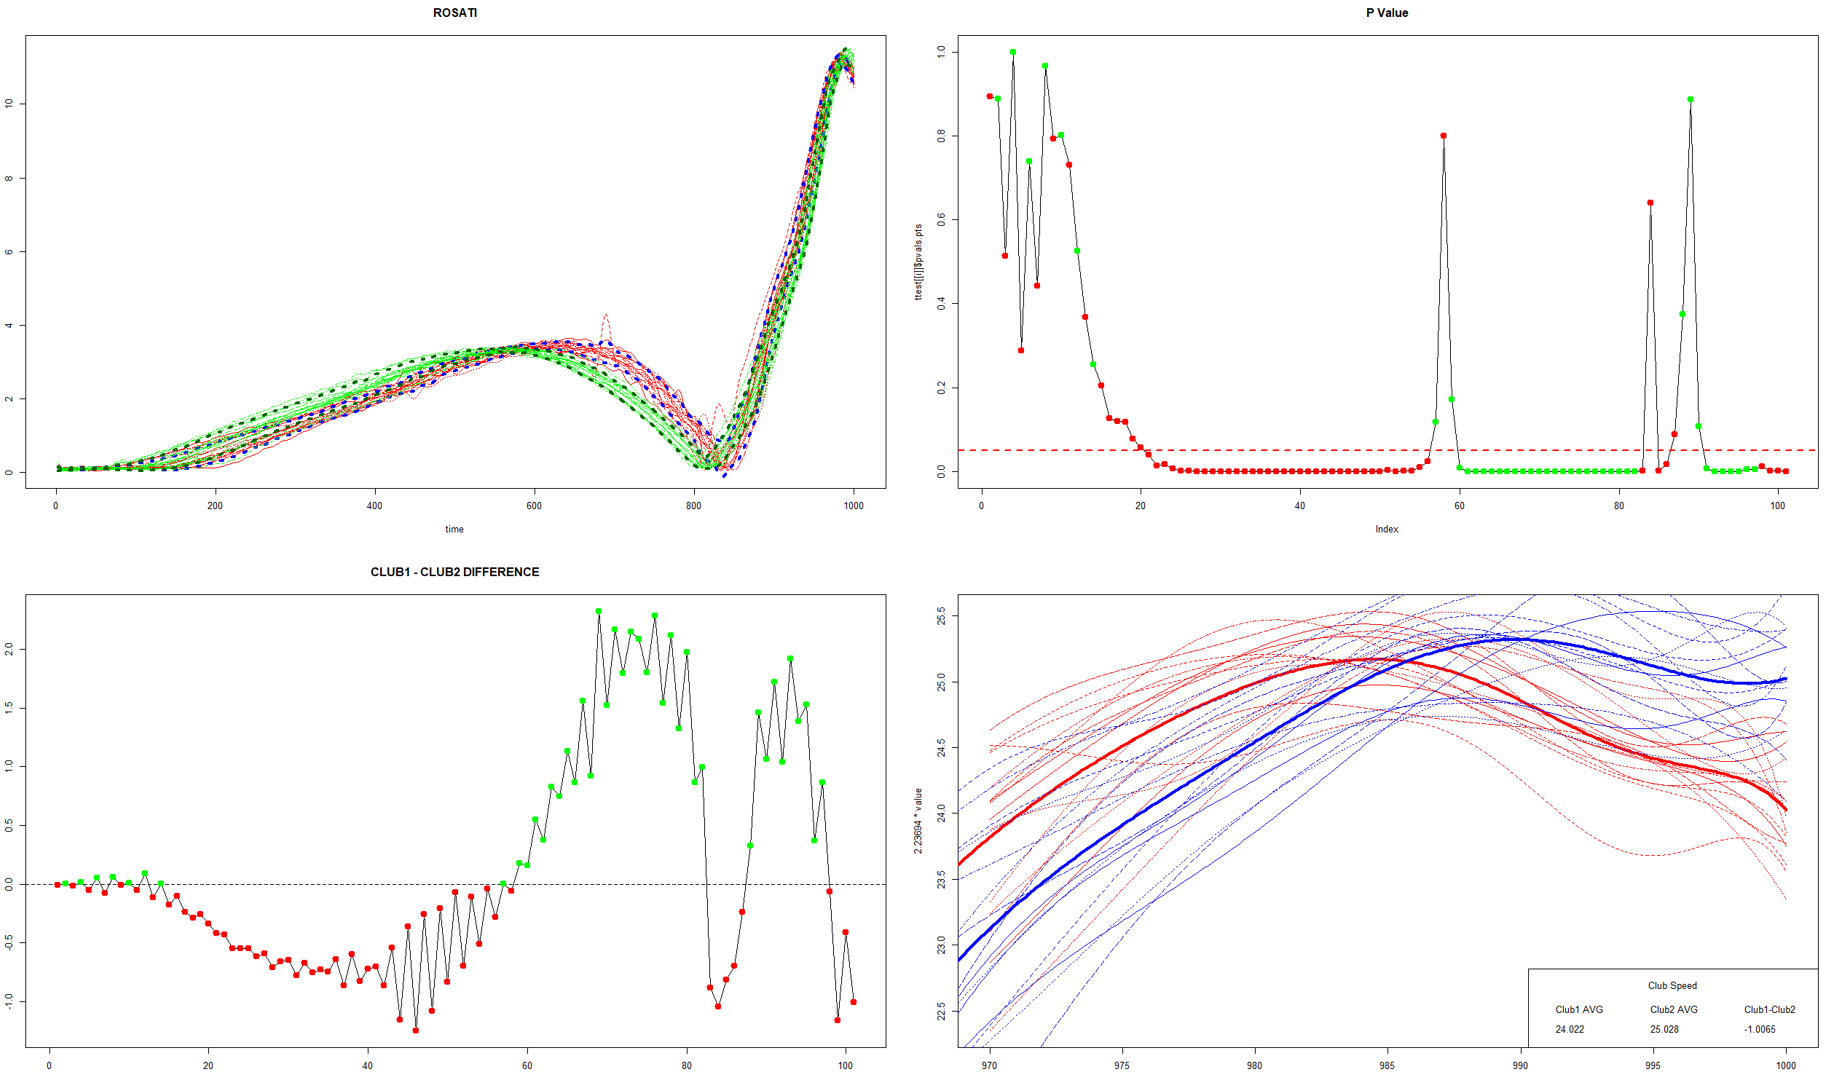 ROSATI
0 2 4 6 8 10
0 200 400 600 800 1000
time
P Value
ttest[[i]]$pvals.pts
0.0 0.2 0.4 0.6 0.8 1.0
0 20 40 60 80 100
Index
CLUB1 - CLUB2 DIFFERENCE
-1.0 -0.5 0.0 0.5 1.0 1.5 2.0
0 20 40 60 80 100
2.23694 * value
22.5 23.0 23.5 24.0 24.5 25.0 25.5
970 975 980 985 990 995 1000
Club Speed
Club1 AVG Club2 AVG Club1-Club2
24.022 25.028 -1.0065